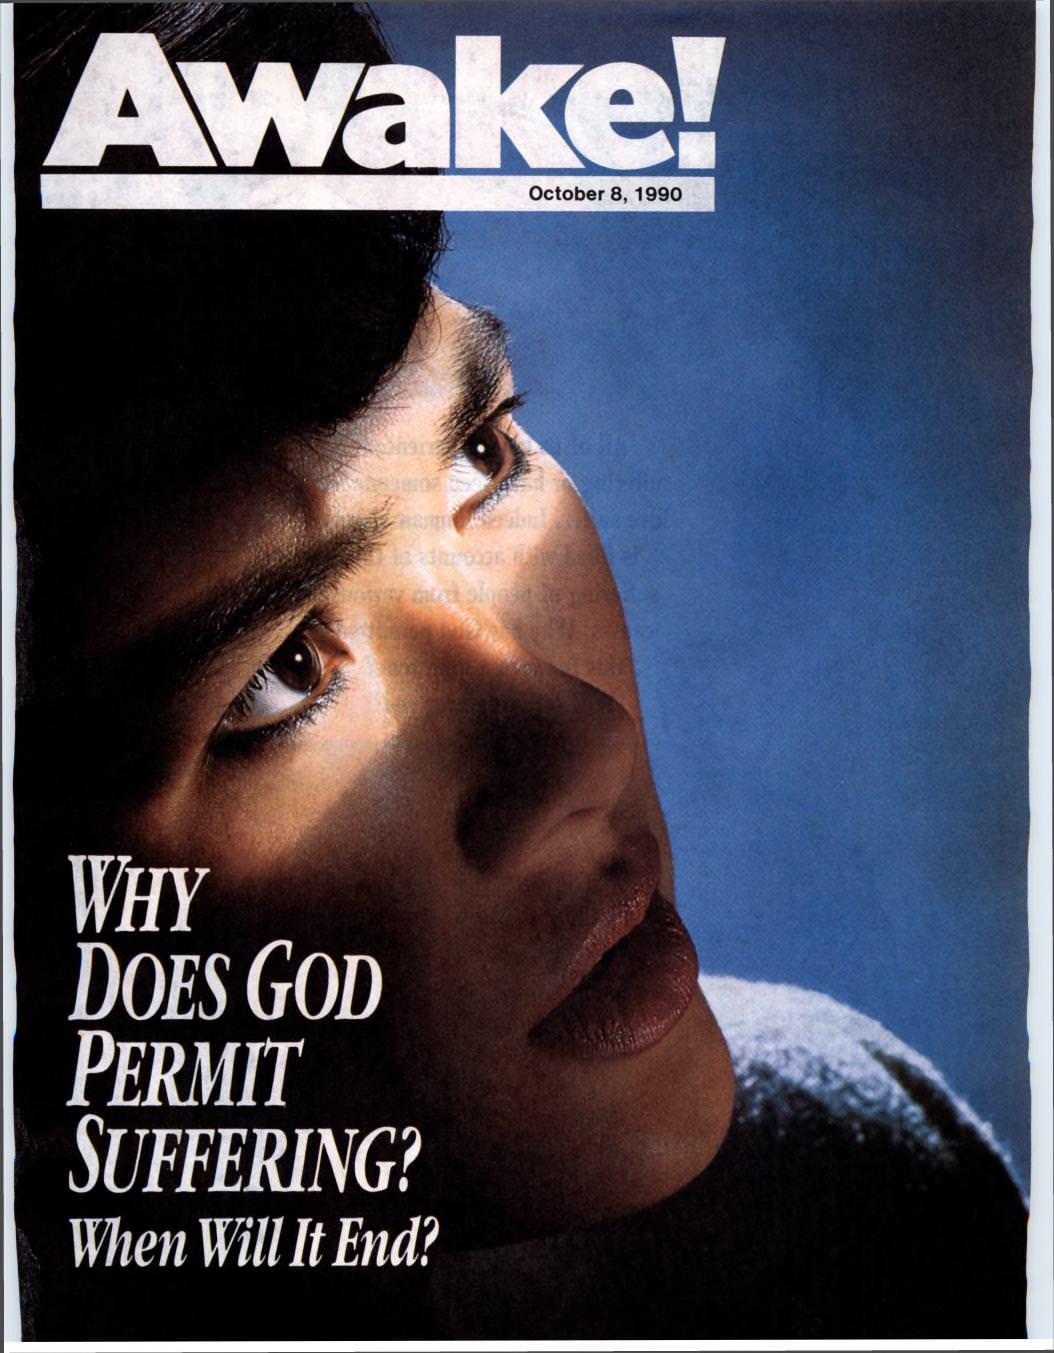 Awake!
October 8, 1990
WHY
DOES GOD
PERMIT
SUFFERING?
When Will It End?